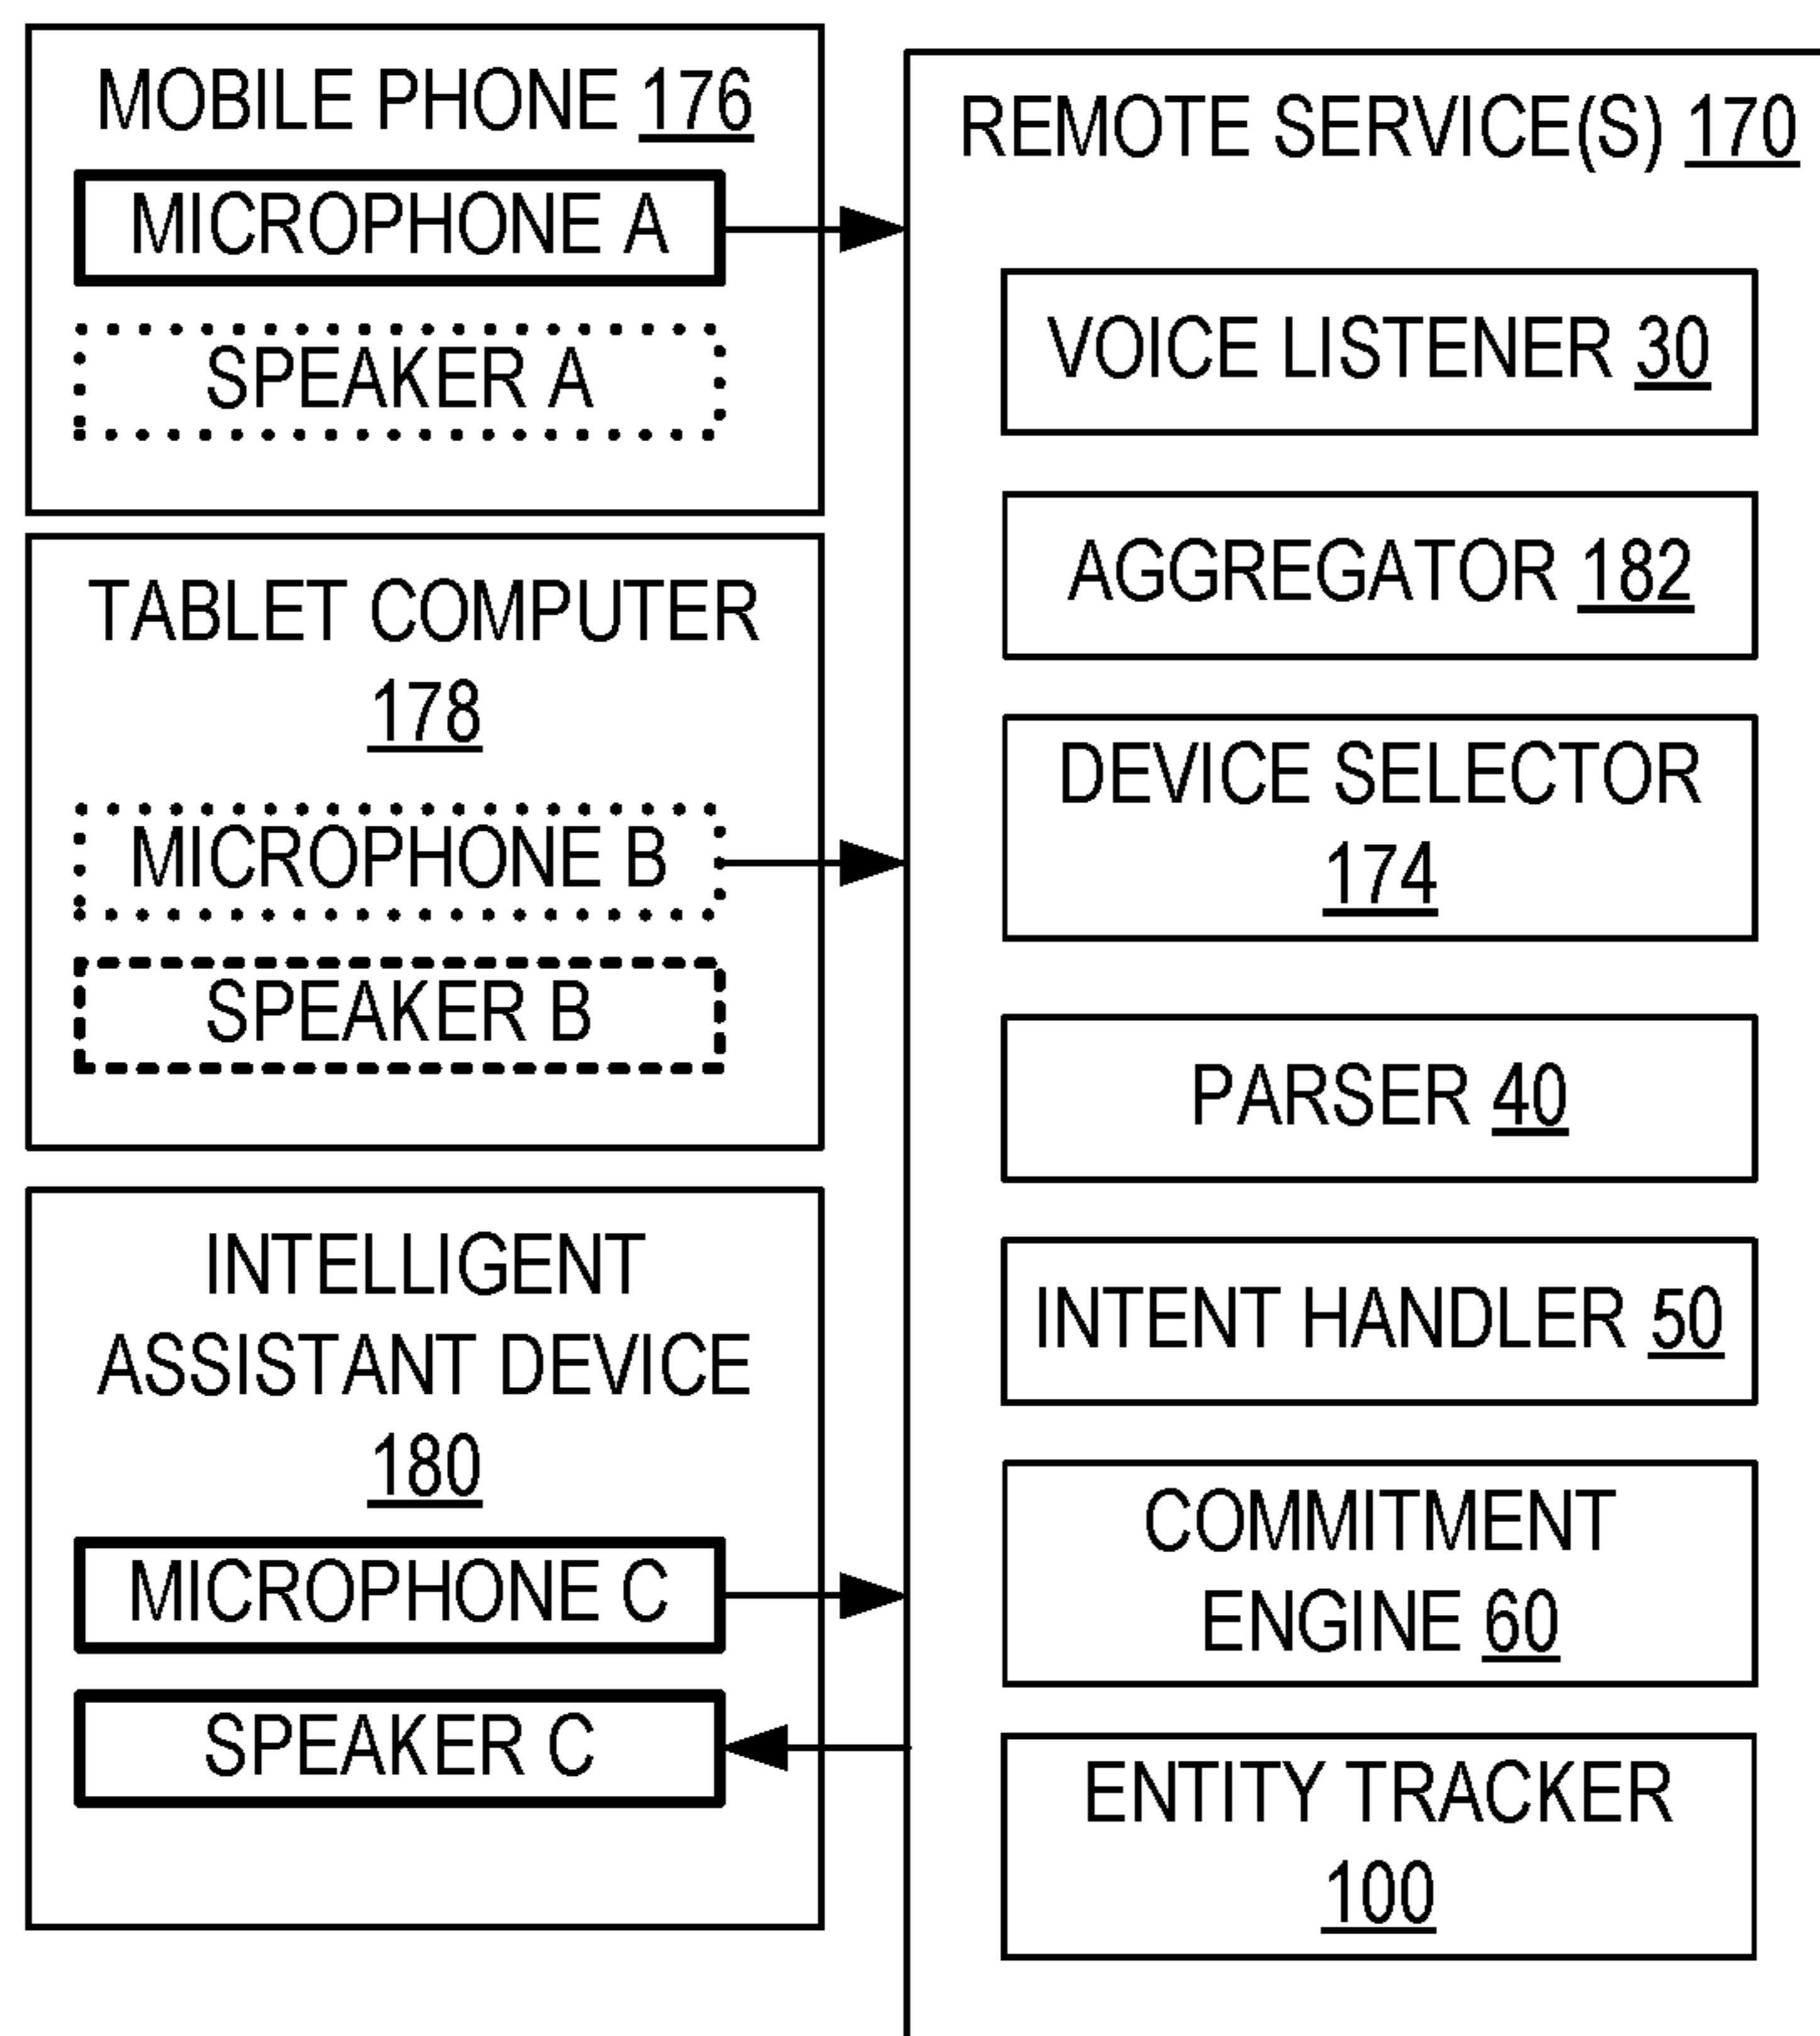 MOBILE PHONE 176
MICROPHONE A
SPEAKER A
TABLET COMPUTER
178
MICROPHONE B
SPEAKER B
INTELLIGENT
ASSISTANT DEVICE
180
MICROPHONE C
SPEAKER C
REMOTE SERVICE(S) 170
VOICE LISTENER 30
AGGREGATOR 182
DEVICE SELECTOR
174
PARSER 40
INTENT HANDLER 50
COMMITMENT
ENGINE 60
ENTITY TRACKER
100